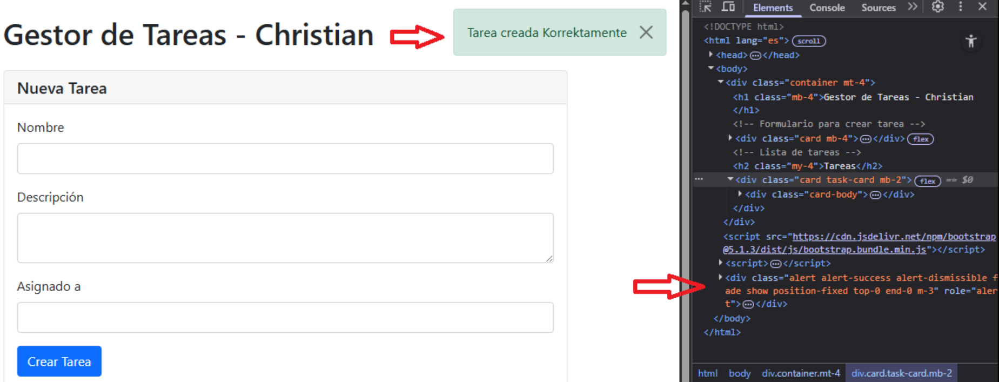 Gestor de Tareas - Christian
Tarea creada Korrektamente
Nueva Tarea
Nombre
Descripción
Asignado a
Crear Tarea
Elements Console Sources
<!DOCTYPE html>
<html lang="es"> scroll
<head> </head>
<body>
<div class="container mt-4">
<h1 class="mb-4">Gestor de Tareas - Christian
</h1>
<!-- Formulario para crear tarea -->
<div class="card mb-4"> </div> flex
<!-- Lista de tareas -->
<h2 class="my-4">Tareas</h2>
<div class="card task-card mb-2"> flex == $0
<div class="card-body"> </div>
</div>
</div>
<script src="https://cdn.jsdelivr.net/npm/bootstrap
@5.1.3/dist/js/bootstrap.bundle.min.js"></script>
<script> </script>
<div class="alert alert-success alert-dismissible f
ade show position-fixed top-0 end-0 m-3" role="aler
t"> </div>
</body>
</html>
html body div.container.mt-4 div.card.task-card.mb-2